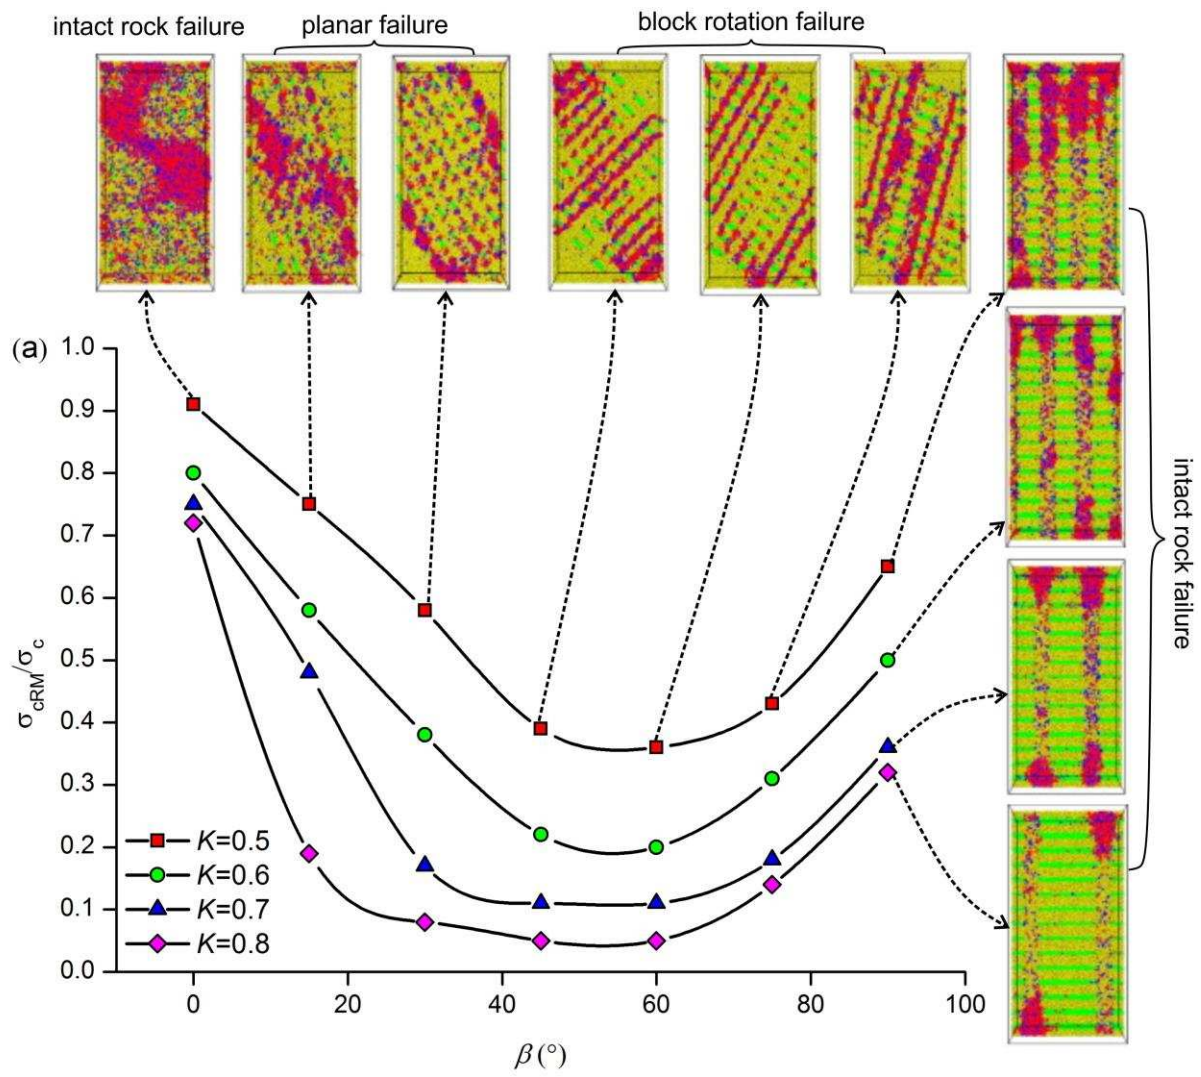 intact rock failure
planar failure
block rotation failure
(a)
1.0
0.9
0.8
0.7
0.6
0.5
0.4
0.3
0.2
0.1
0.0
σcRM/σc
K=0.5
K=0.6
K=0.7
K=0.8
0 20 40 60 80 100
β (°)
intact rock failure